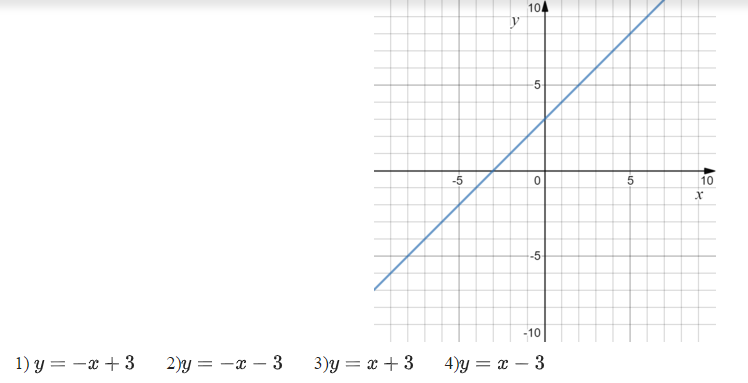 10
y
5
-5 0 5 10
x
-5
-10
1) y = −x + 3 2)y = −x − 3 3)y = x + 3 4)y = x − 3